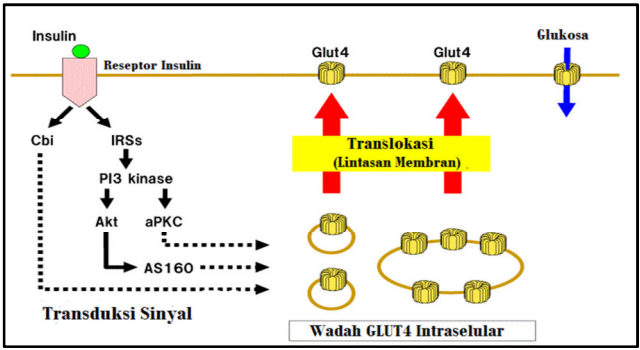 Insulin
Reseptor Insulin
Glut4
Glut4
Glukosa
Cbi
IRSs
PI3 kinase
Akt
aPKC
AS160
Translokasi
(Lintasan Membran)
Transduksi Sinyal
Wadah GLUT4 Intraselular